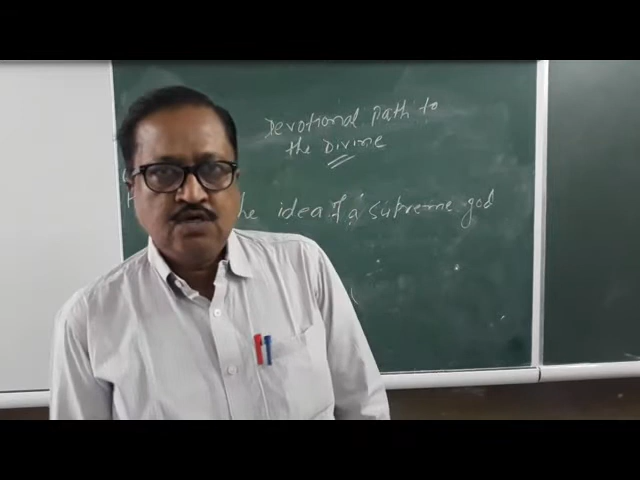 Devotional Path to
the Divine
the idea of a supreme god